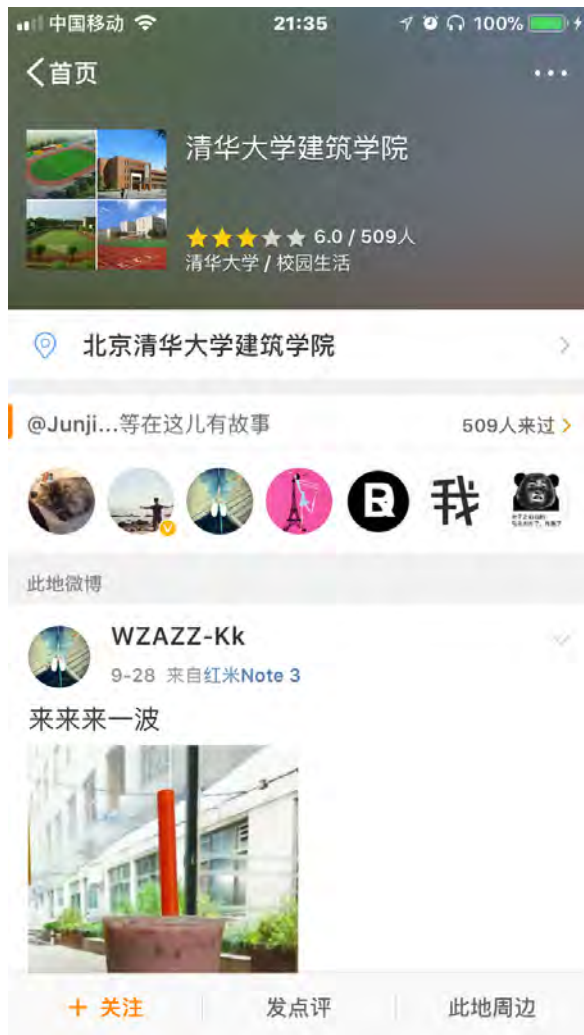 中国移动 21:35 100%
首页
清华大学建筑学院
6.0 / 509人
清华大学 / 校园生活
北京清华大学建筑学院
@Junji...等在这儿有故事 509人来过
R 我
此地微博
WZAZZ-Kk
9-28 来自红米Note 3
来来来一波
+ 关注 发点评 此地周边